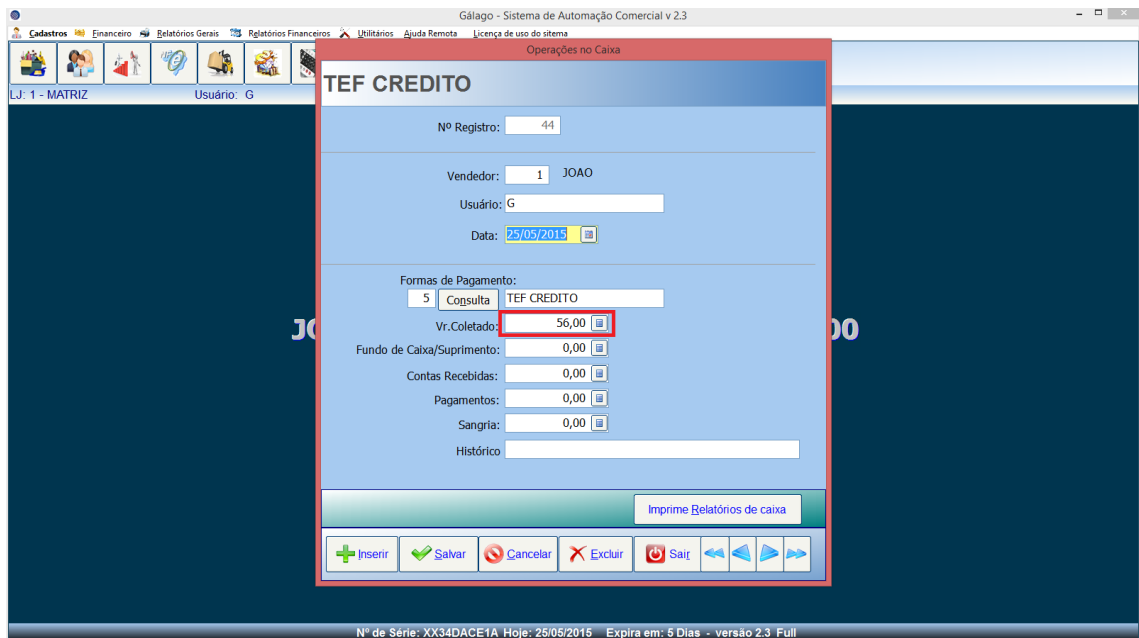 Gálago - Sistema de Automação Comercial v 2.3
Cadastros Financeiro Relatórios Gerais Relatórios Financeiros Utilitários Ajuda Remota Licença de uso do sitema
Operações no Caixa
LJ: 1 - MATRIZ Usuário: G
TEF CREDITO
Nº Registro: 44
Vendedor: 1 JOAO
Usuário: G
Data: 25/05/2015
Formas de Pagamento:
5 Consulta TEF CREDITO
JO 00
Vr.Coletado: 56,00
Fundo de Caixa/Suprimento: 0,00
Contas Recebidas: 0,00
Pagamentos: 0,00
Sangria: 0,00
Histórico
Imprime Relatórios de caixa
Inserir Salvar Cancelar Excluir Sair
Nº de Série: XX34DACE1A Hoje: 25/05/2015 Expira em: 5 Dias - versão 2.3 Full